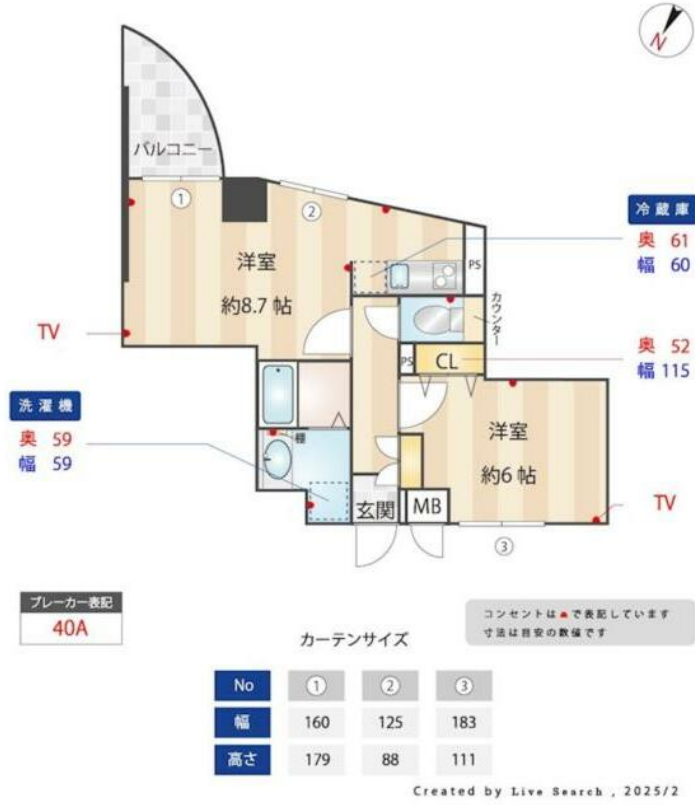 N
バルコニー
①
②
冷蔵庫
奥 61
幅 60
洋室
約8.7 帖
PS
カウンター
TV
奥 52
幅 115
PS
CL
洗濯機
奥 59
幅 59
棚
洋室
約6 帖
TV
玄関
MB
③
ブレーカー表記
40A
コンセントは で表記しています
寸法は目安の数値です
カーテンサイズ
No ① ② ③
幅 160 125 183
高さ 179 88 111
Created by Live Search , 2025/2